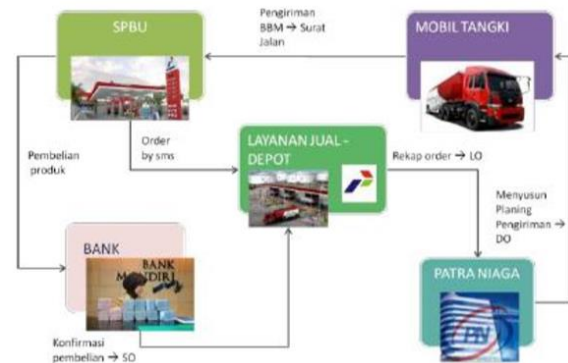 SPBU
Pengiriman
BBM → Surat
Jalan
MOBIL TANGKI
Pembelian
produk
Order
by sms
LAYANAN JUAL -
DEPOT
Rekap order → LO
Menyusun
Planing
Pengiriman →
DO
BANK
BANK
PATRA NIAGA
PN
Konfirmasi
pembelian → SO